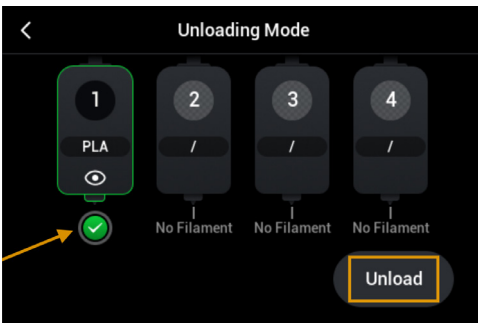 Unloading Mode
1 2 3 4
PLA / / /
No Filament No Filament No Filament
Unload